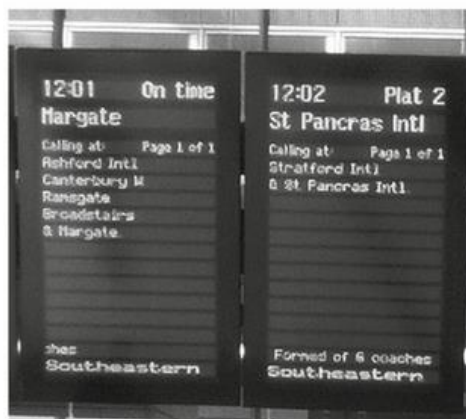 12:01 On time
Margate
Calling at: Page 1 of 1
Ashford Intl
Canterbury W
Ramsgate
Broadstairs
& Margate.
ches
Southeastern
12:02 Plat 2
St Pancras Intl
Calling at: Page 1 of 1
Stratford Intl
& St Pancras Intl.
Formed of 6 coaches
Southeastern